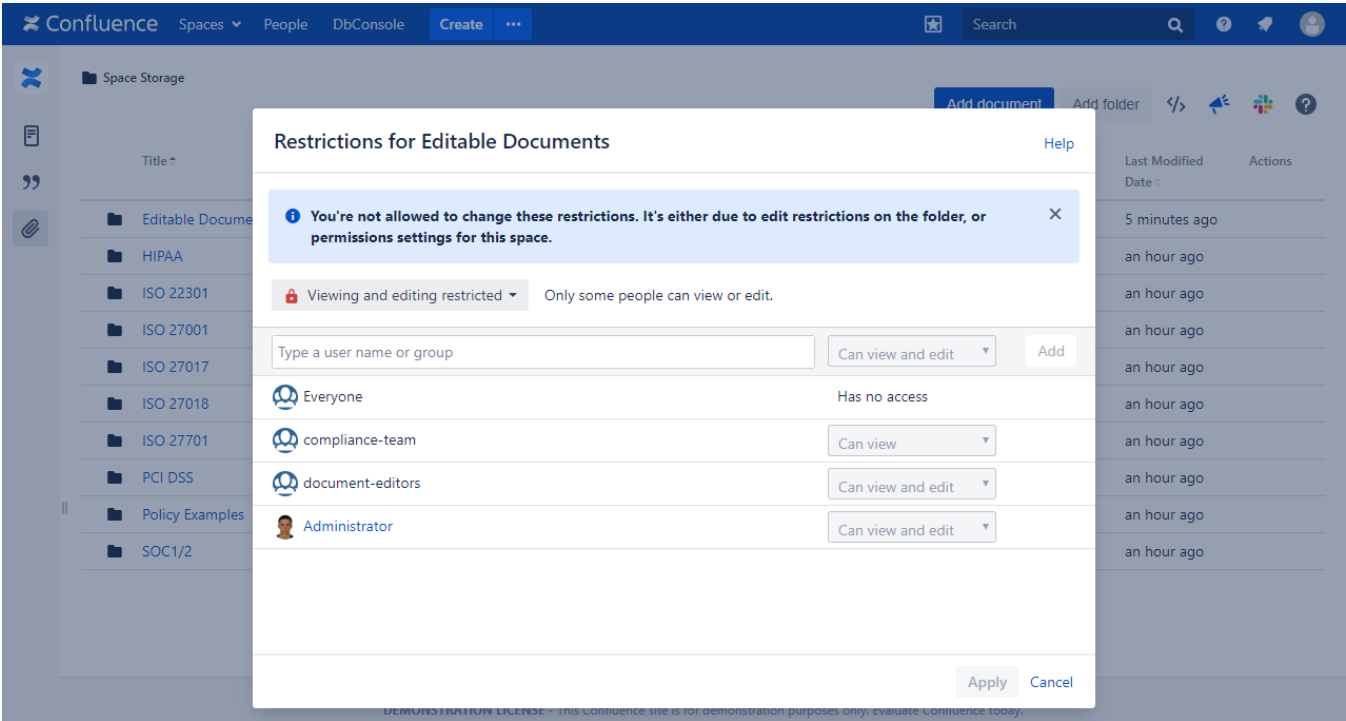 Confluence Spaces People DbConsole Create ••• Search
Space Storage
Add document Add folder
Restrictions for Editable Documents
Help
Title
Last Modified
Date
Actions
You're not allowed to change these restrictions. It's either due to edit restrictions on the folder, or
permissions settings for this space.
Editable Docume
5 minutes ago
HIPAA
an hour ago
ISO 22301
Viewing and editing restricted
Only some people can view or edit.
an hour ago
ISO 27001
an hour ago
Type a user name or group
Can view and edit
Add
ISO 27017
an hour ago
ISO 27018
Everyone
Has no access
an hour ago
ISO 27701
compliance-team
Can view
an hour ago
PCI DSS
document-editors
Can view and edit
an hour ago
Policy Examples
Administrator
Can view and edit
an hour ago
SOC1/2
an hour ago
Apply
Cancel
DEMONSTRATION LICENSE - This Confluence site is for demonstration purposes only. Evaluate Confluence today.